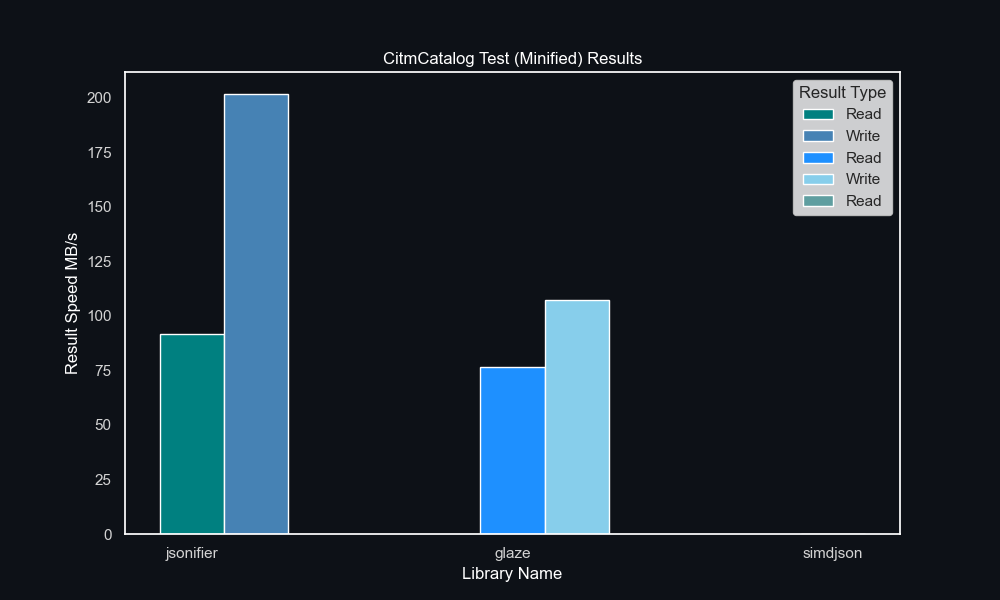 CitmCatalog Test (Minified) Results
Result Type
Read
Write
Read
Write
Read
200
175
150
125
100
75
50
25
0
Result Speed MB/s
jsonifier
glaze
simdjson
Library Name